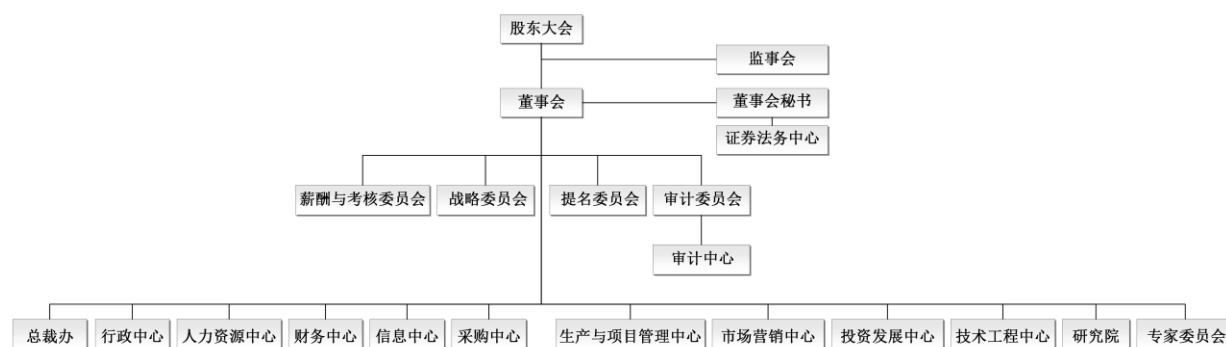 股东大会
监事会
董事会
董事会秘书
证券法务中心
薪酬与考核委员会
战略委员会
提名委员会
审计委员会
审计中心
总裁办
行政中心
人力资源中心
财务中心
信息中心
采购中心
生产与项目管理中心
市场营销中心
投资发展中心
技术工程中心
研究院
专家委员会